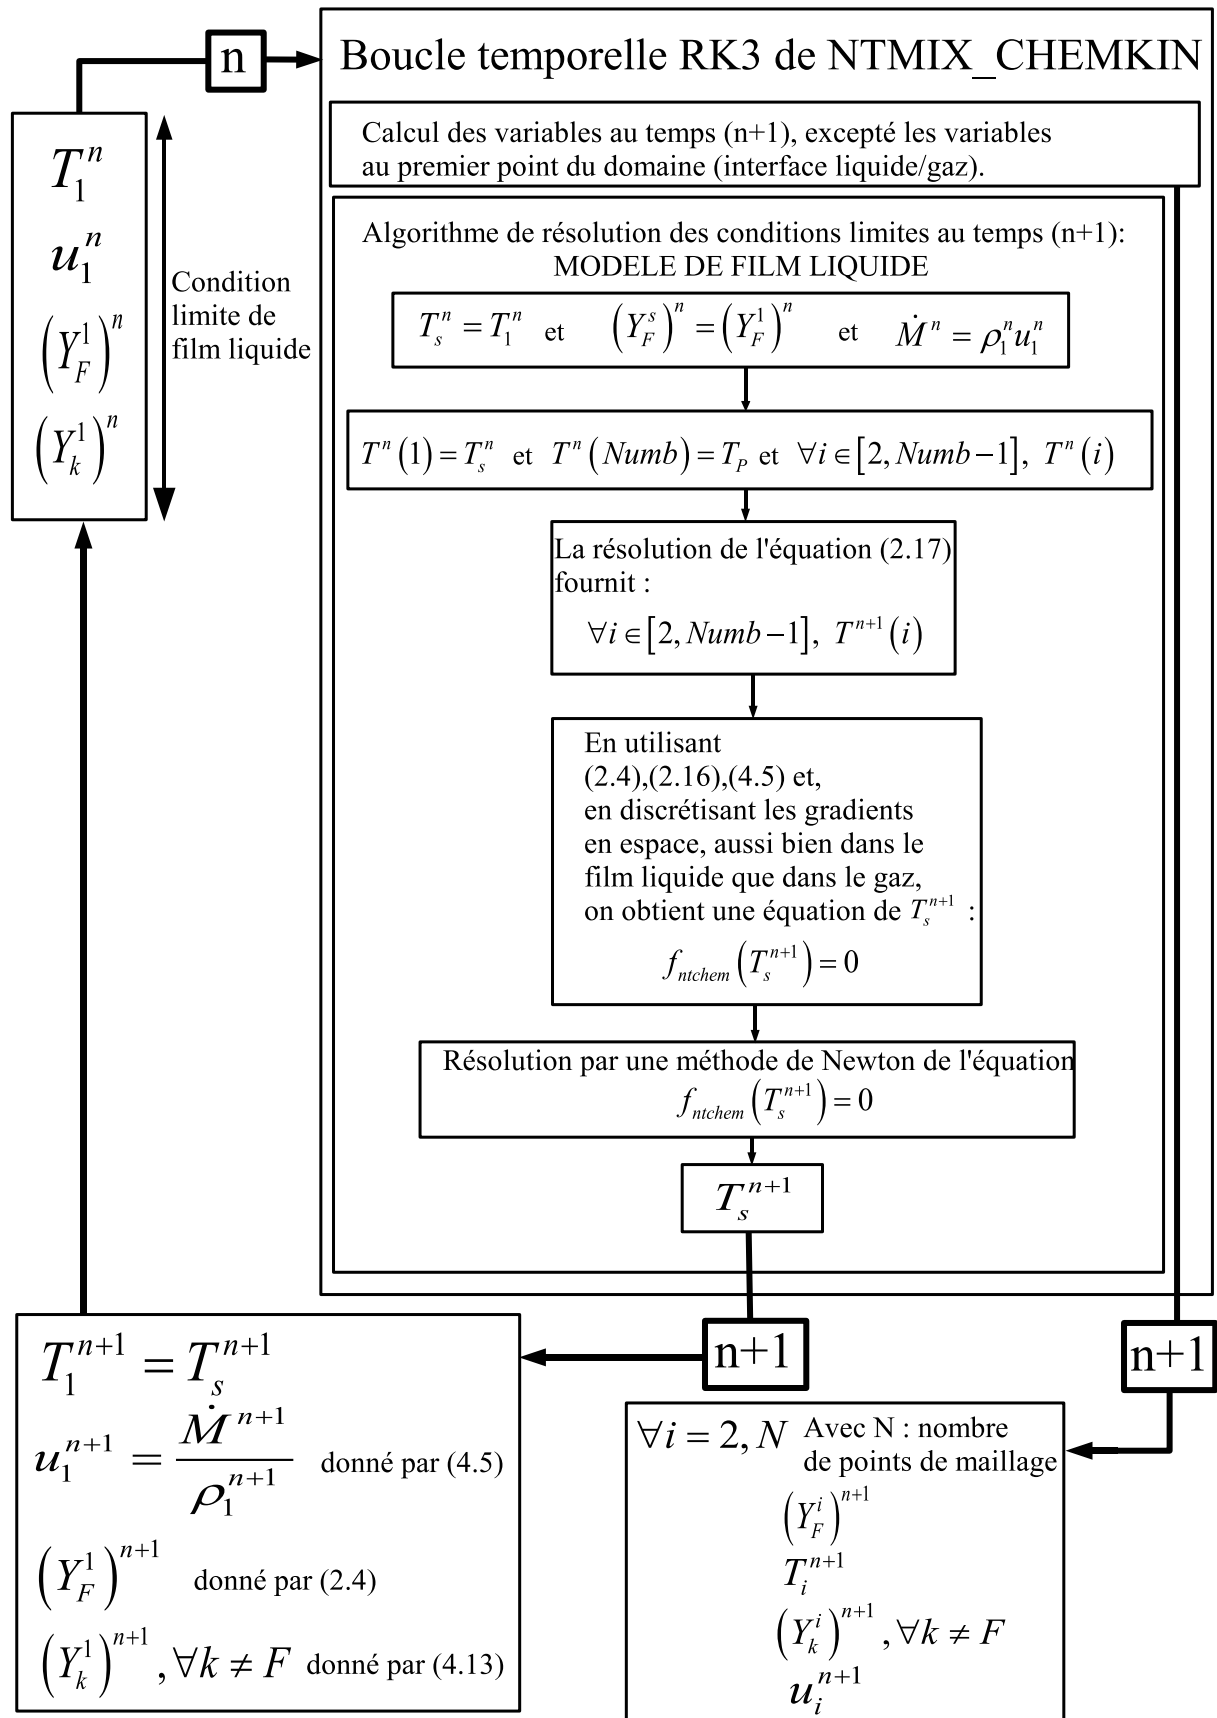 n
Boucle temporelle RK3 de NTMIX_CHEMKIN
Calcul des variables au temps (n+1), excepté les variables
au premier point du domaine (interface liquide/gaz).
T_1^n
u_1^n
(Y_F^1)^n
(Y_k^1)^n
Condition
limite de
film liquide
Algorithme de résolution des conditions limites au temps (n+1):
MODELE DE FILM LIQUIDE
T_s^n = T_1^n et (Y_F^s)^n = (Y_F^1)^n et Ṁ^n = ρ_1^n u_1^n
T^n(1) = T_s^n et T^n(Numb) = T_P et ∀i ∈ [2, Numb−1], T^n(i)
La résolution de l'équation (2.17)
fournit :
∀i ∈ [2, Numb−1], T^{n+1}(i)
En utilisant
(2.4),(2.16),(4.5) et,
en discrétisant les gradients
en espace, aussi bien dans le
film liquide que dans le gaz,
on obtient une équation de T_s^{n+1} :
f_{ntchem}(T_s^{n+1}) = 0
Résolution par une méthode de Newton de l'équation
f_{ntchem}(T_s^{n+1}) = 0
T_s^{n+1}
n+1
n+1
T_1^{n+1} = T_s^{n+1}
u_1^{n+1} = Ṁ^{n+1} / ρ_1^{n+1} donné par (4.5)
(Y_F^1)^{n+1} donné par (2.4)
(Y_k^1)^{n+1}, ∀k ≠ F donné par (4.13)
∀i = 2, N Avec N : nombre
de points de maillage
(Y_F^i)^{n+1}
T_i^{n+1}
(Y_k^i)^{n+1}, ∀k ≠ F
u_i^{n+1}